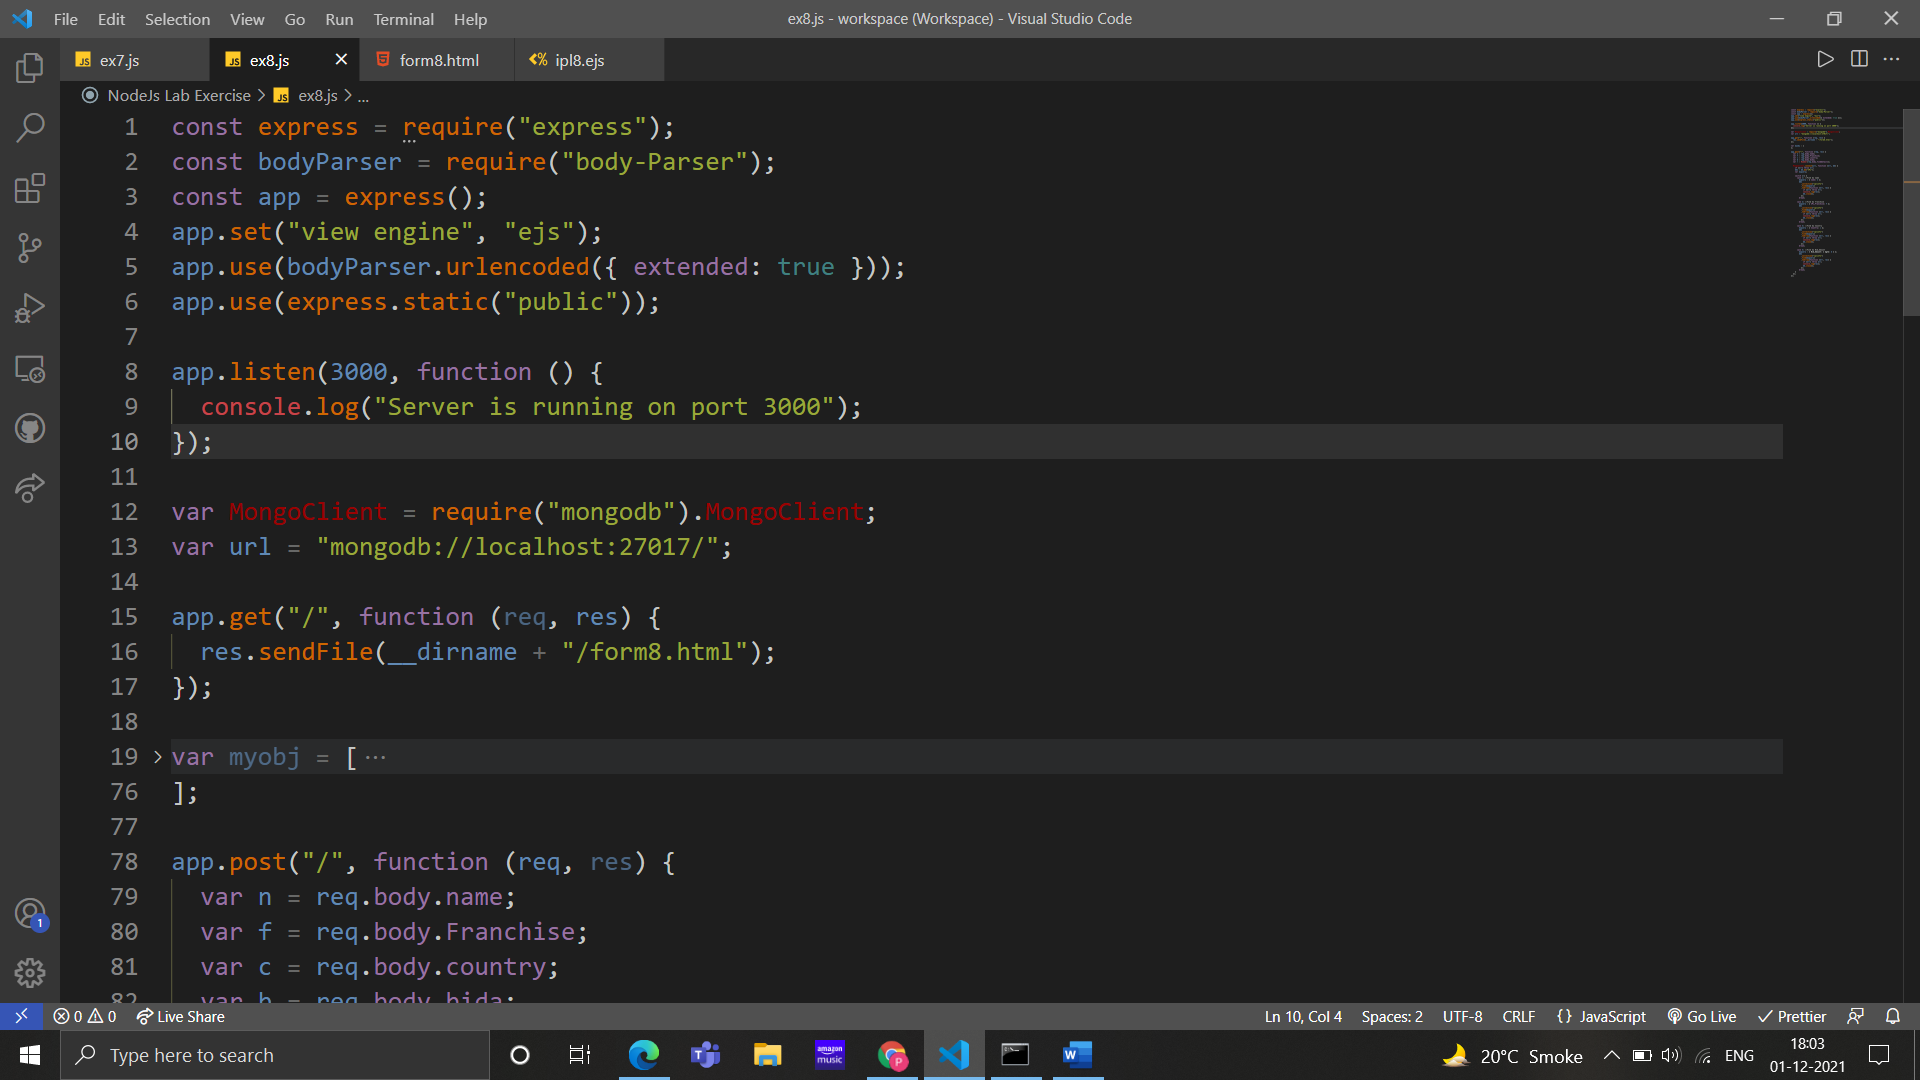 File Edit Selection View Go Run Terminal Help
ex8.js - workspace (Workspace) - Visual Studio Code
ex7.js
ex8.js
form8.html
ipl8.ejs
NodeJs Lab Exercise > ex8.js > ...
1 const express = require("express");
2 const bodyParser = require("body-Parser");
3 const app = express();
4 app.set("view engine", "ejs");
5 app.use(bodyParser.urlencoded({ extended: true }));
6 app.use(express.static("public"));
7
8 app.listen(3000, function () {
9 console.log("Server is running on port 3000");
10 });
11
12 var MongoClient = require("mongodb").MongoClient;
13 var url = "mongodb://localhost:27017/";
14
15 app.get("/", function (req, res) {
16 res.sendFile(__dirname + "/form8.html");
17 });
18
19 var myobj = [ ...
76 ];
77
78 app.post("/", function (req, res) {
79 var n = req.body.name;
80 var f = req.body.Franchise;
81 var c = req.body.country;
82 var b = req.body.bids;
1
0 0 Live Share
Ln 10, Col 4 Spaces: 2 UTF-8 CRLF {} JavaScript Go Live Prettier
Type here to search
amazon music
20°C Smoke
ENG
18:03
01-12-2021